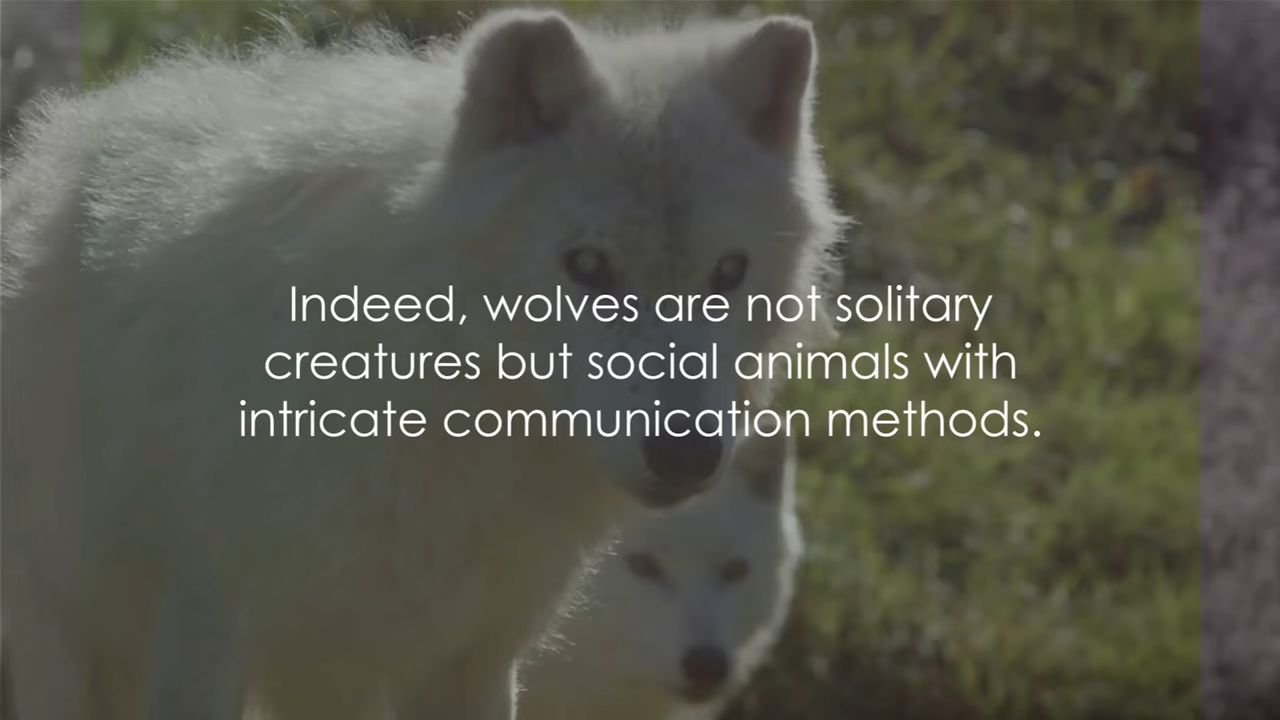 Indeed, wolves are not solitary
creatures but social animals with
intricate communication methods.